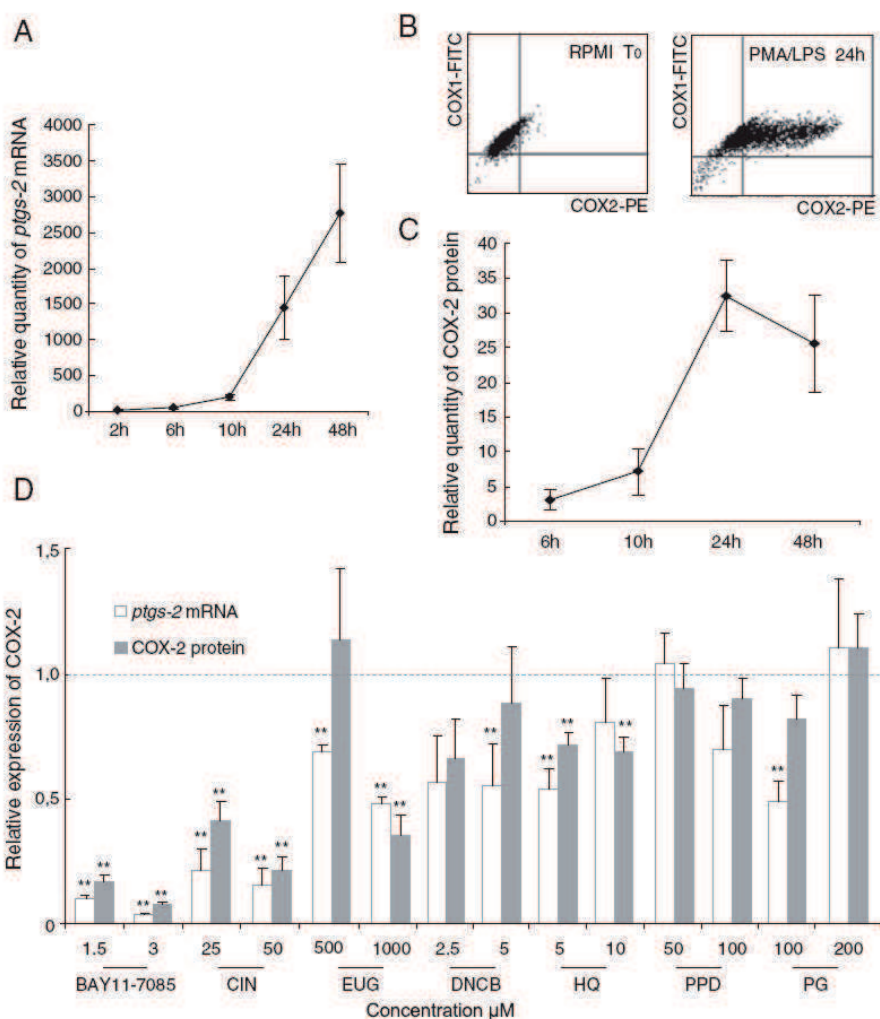 A
Relative quantity of ptgs-2 mRNA
4000
3500
3000
2500
2000
1500
1000
500
0
2h 6h 10h 24h 48h
B
COX1-FITC
RPMI T0
COX2-PE
COX1-FITC
PMA/LPS 24h
COX2-PE
C
Relative quantity of COX-2 protein
40
35
30
25
20
15
10
5
0
6h 10h 24h 48h
D
Relative expression of COX-2
1,5
1.0
0.5
0
ptgs-2 mRNA
COX-2 protein
** ** ** ** ** ** ** ** ** ** ** ** ** ** ** ** **
1.5 3 25 50 500 1000 2.5 5 5 10 50 100 100 200
BAY11-7085 CIN EUG DNCB HQ PPD PG
Concentration µM